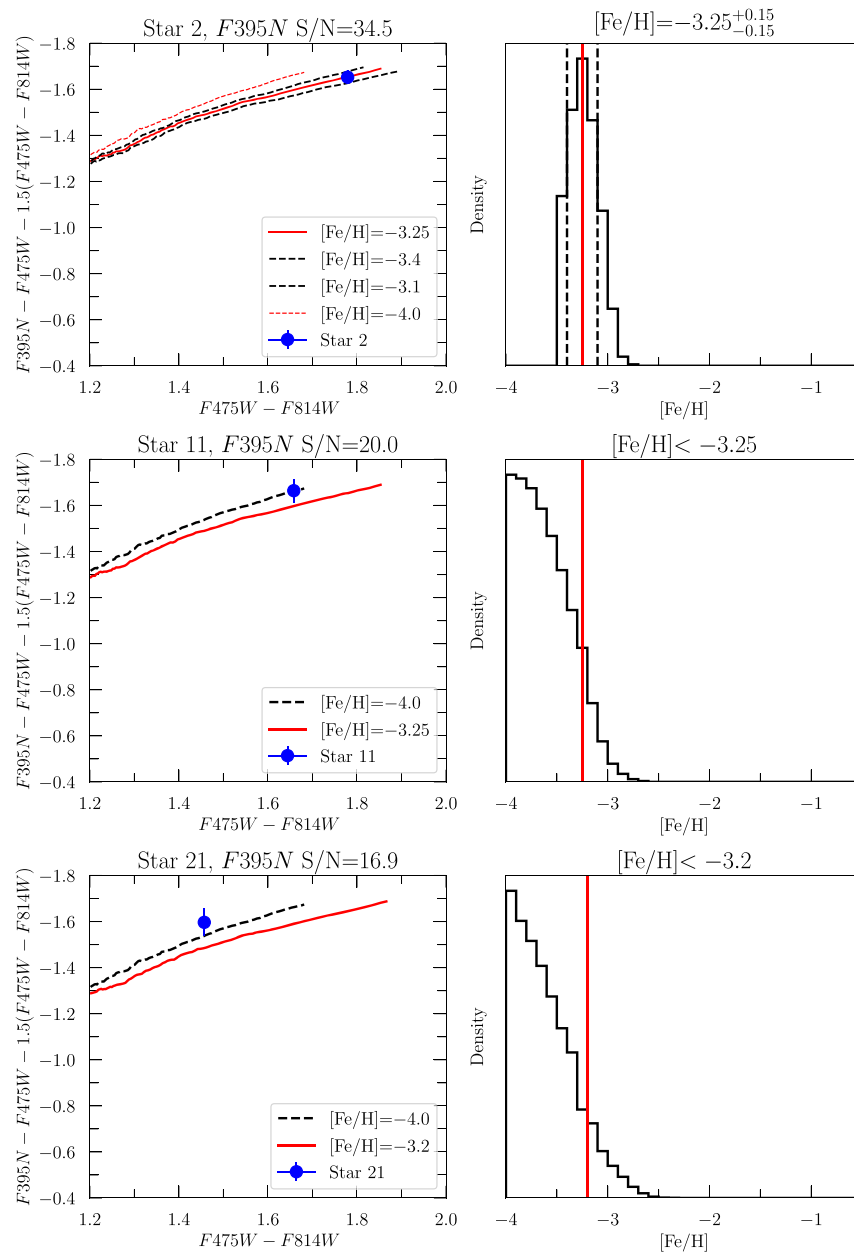 Star 2, F395N S/N=34.5
[Fe/H]=−3.25+0.15−0.15
F395N − F475W − 1.5(F475W − F814W)
−1.8
−1.6
−1.4
−1.2
−1.0
−0.8
−0.6
−0.4
[Fe/H]=−3.25
[Fe/H]=−3.4
[Fe/H]=−3.1
[Fe/H]=−4.0
Star 2
1.2 1.4 1.6 1.8 2.0
F475W − F814W
Density
−4 −3 −2 −1
[Fe/H]
Star 11, F395N S/N=20.0
[Fe/H]< −3.25
F395N − F475W − 1.5(F475W − F814W)
−1.8
−1.6
−1.4
−1.2
−1.0
−0.8
−0.6
−0.4
[Fe/H]=−4.0
[Fe/H]=−3.25
Star 11
1.2 1.4 1.6 1.8 2.0
F475W − F814W
Density
−4 −3 −2 −1
[Fe/H]
Star 21, F395N S/N=16.9
[Fe/H]< −3.2
F395N − F475W − 1.5(F475W − F814W)
−1.8
−1.6
−1.4
−1.2
−1.0
−0.8
−0.6
−0.4
[Fe/H]=−4.0
[Fe/H]=−3.2
Star 21
1.2 1.4 1.6 1.8 2.0
F475W − F814W
Density
−4 −3 −2 −1
[Fe/H]